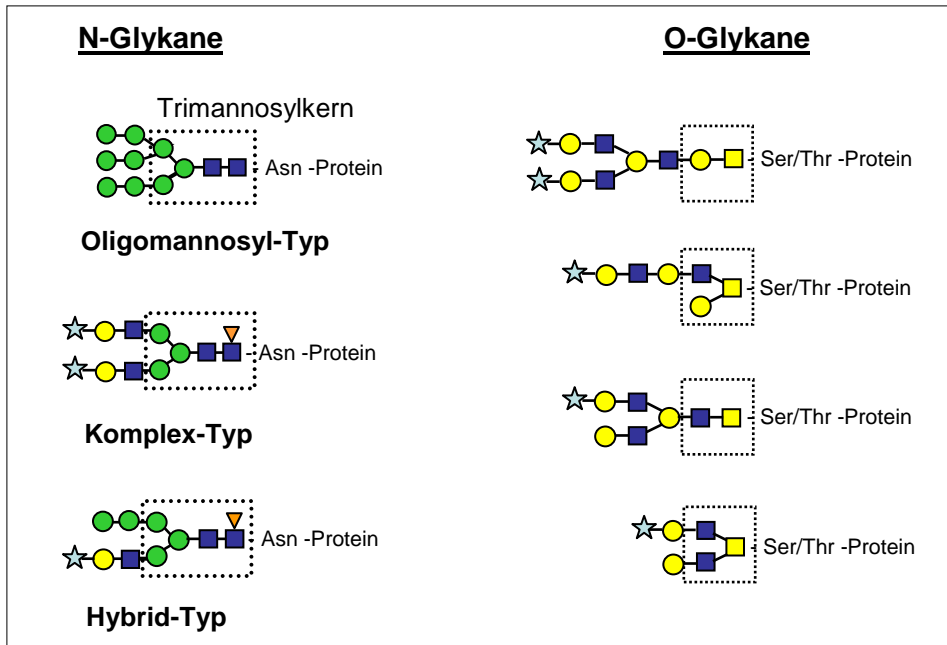 N-Glykane
Trimannosylkern
Asn -Protein
Oligomannosyl-Typ
Asn -Protein
Komplex-Typ
Asn -Protein
Hybrid-Typ
O-Glykane
Ser/Thr -Protein
Ser/Thr -Protein
Ser/Thr -Protein
Ser/Thr -Protein